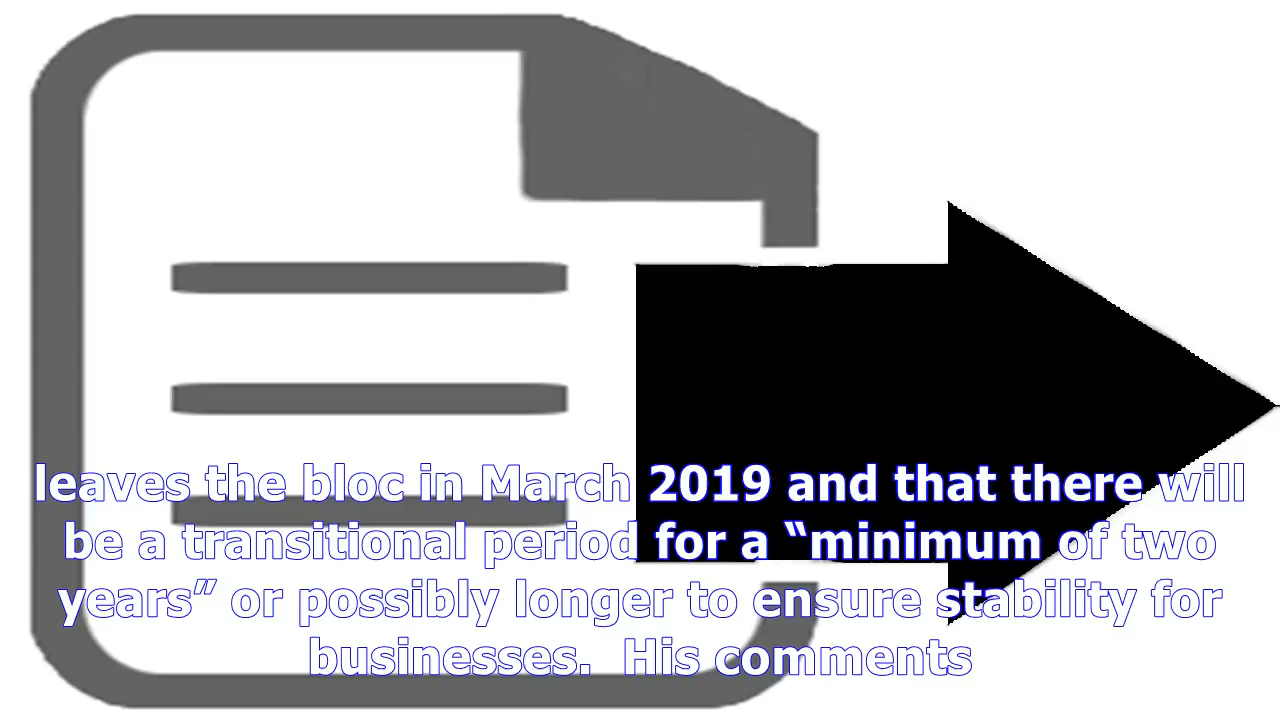 leaves the bloc in March 2019 and that there will
be a transitional period for a “minimum of two
years” or possibly longer to ensure stability for
businesses.  His comments